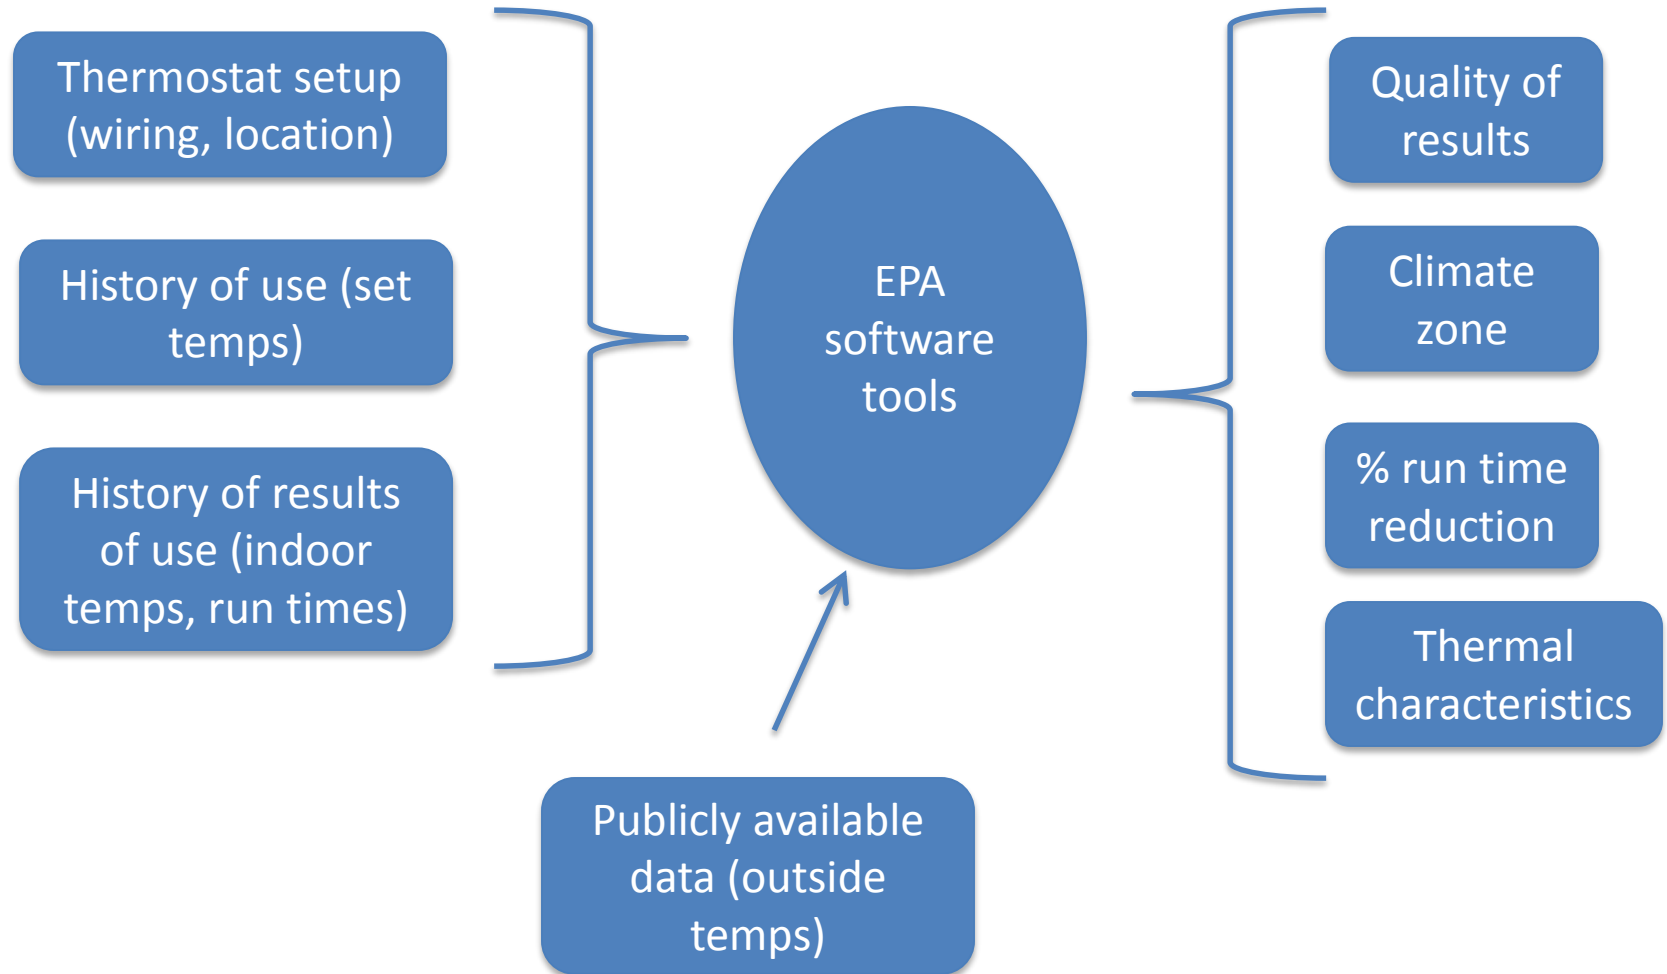 Thermostat setup
(wiring, location)
History of use (set
temps)
History of results
of use (indoor
temps, run times)
EPA
software
tools
Publicly available
data (outside
temps)
Quality of
results
Climate
zone
% run time
reduction
Thermal
characteristics